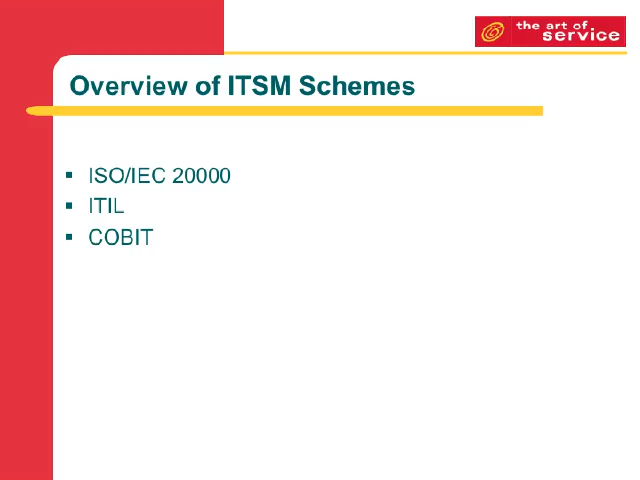 the art of
service
Overview of ITSM Schemes
ISO/IEC 20000
ITIL
COBIT